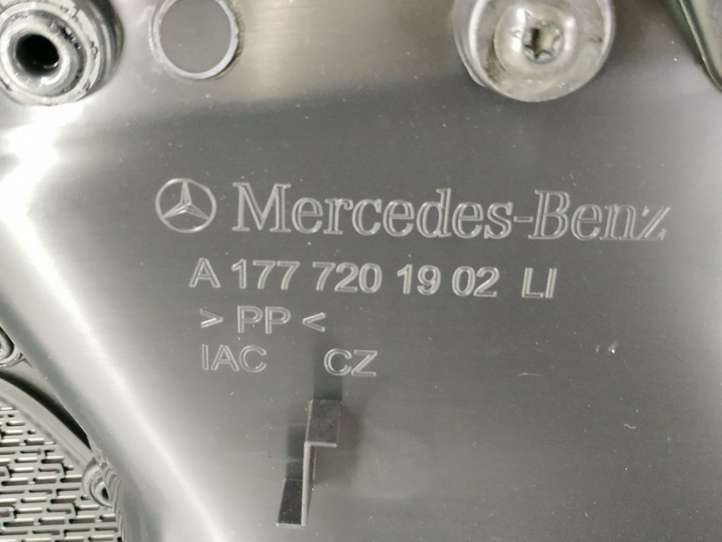 Mercedes-Benz
A 177 720 19 02 LI
> PP <
IAC CZ